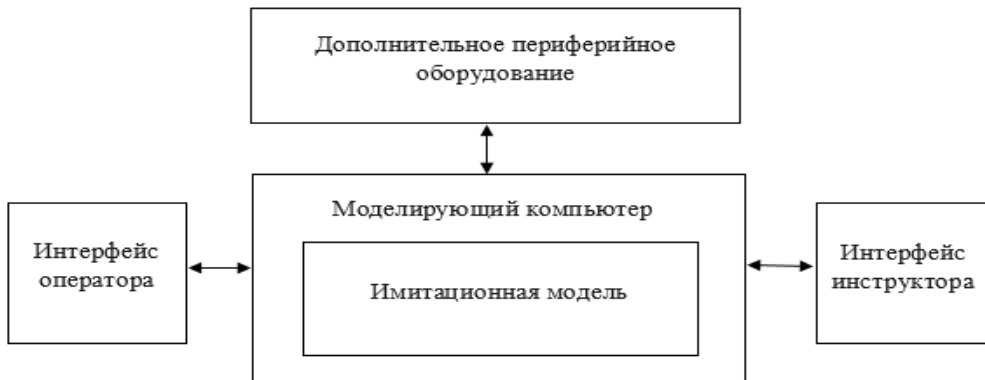 Дополнительное периферийное
оборудование
Моделирующий компьютер
Интерфейс
оператора
Имитационная модель
Интерфейс
инструктора